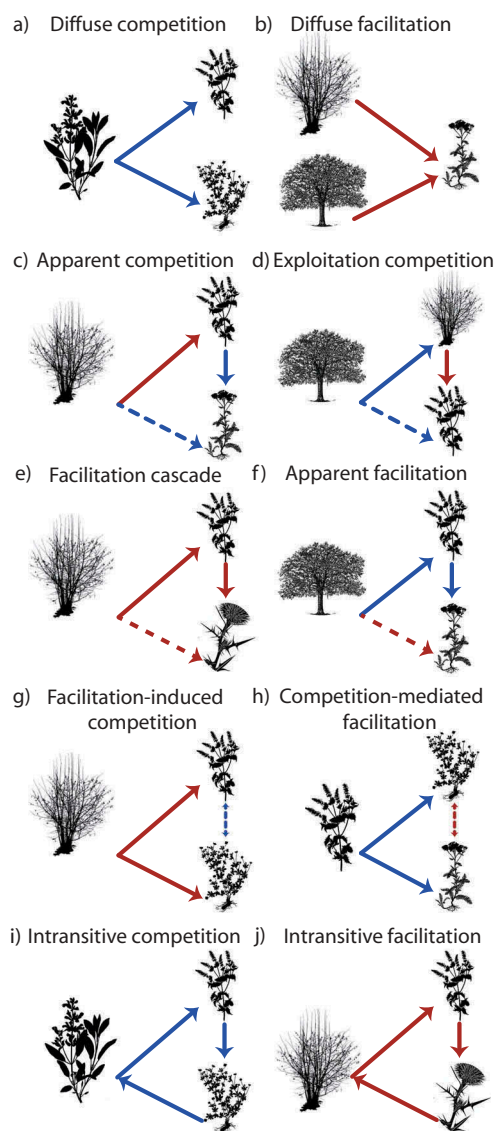 a) Diffuse competition
b) Diffuse facilitation
c) Apparent competition
d) Exploitation competition
e) Facilitation cascade
f) Apparent facilitation
g) Facilitation-induced
competition
h) Competition-mediated
facilitation
i) Intransitive competition
j) Intransitive facilitation